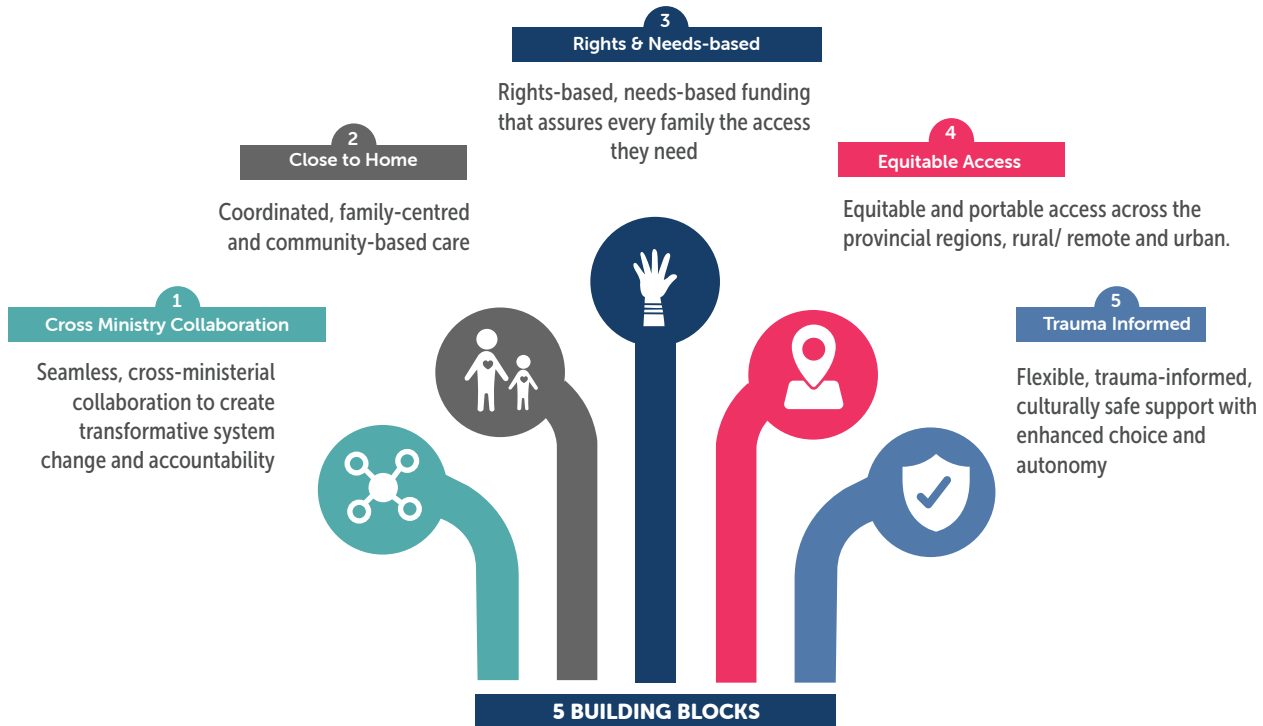 1
Cross Ministry Collaboration
Seamless, cross-ministerial
collaboration to create
transformative system
change and accountability
2
Close to Home
Coordinated, family-centred
and community-based care
3
Rights & Needs-based
Rights-based, needs-based funding
that assures every family the access
they need
4
Equitable Access
Equitable and portable access across the
provincial regions, rural/ remote and urban.
5
Trauma Informed
Flexible, trauma-informed,
culturally safe support with
enhanced choice and
autonomy
5 BUILDING BLOCKS